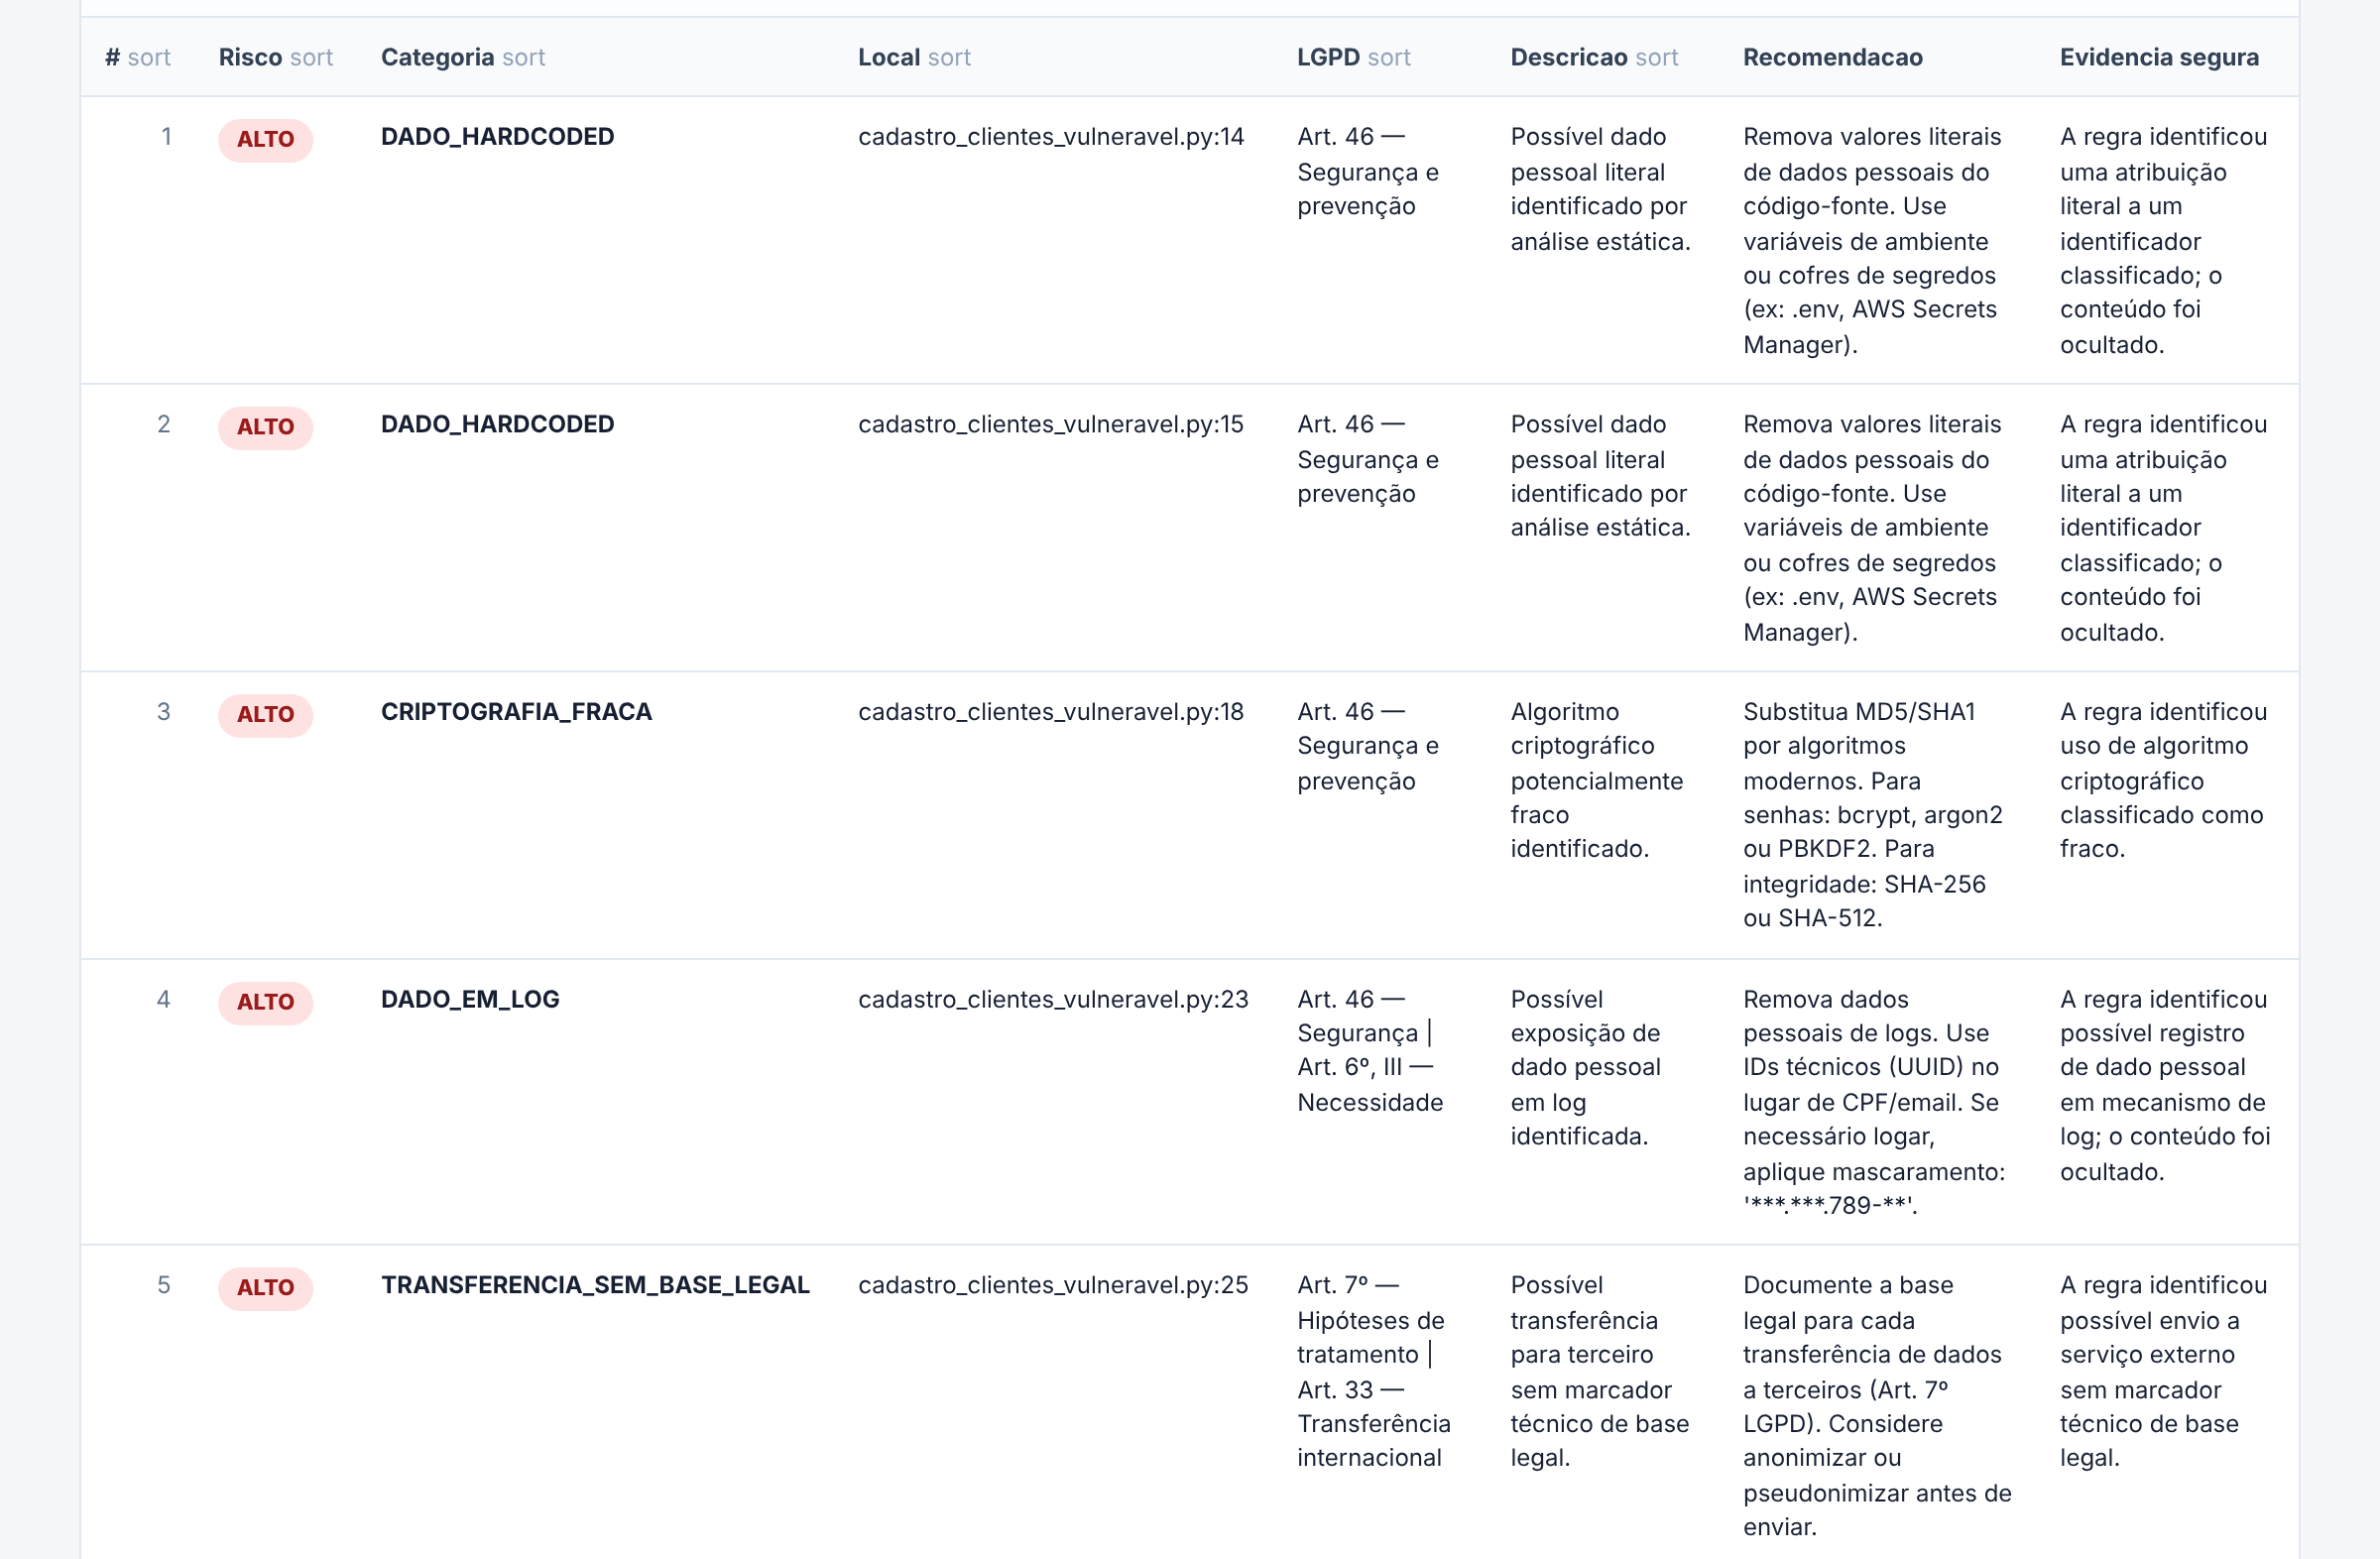 # sort Risco sort Categoria sort Local sort LGPD sort Descricao sort Recomendacao Evidencia segura
1 ALTO DADO_HARDCODED cadastro_clientes_vulneravel.py:14
Art. 46 —
Segurança e
prevenção
Possível dado
pessoal literal
identificado por
análise estática.
Remova valores literais
de dados pessoais do
código-fonte. Use
variáveis de ambiente
ou cofres de segredos
(ex: .env, AWS Secrets
Manager).
A regra identificou
uma atribuição
literal a um
identificador
classificado; o
conteúdo foi
ocultado.
2 ALTO DADO_HARDCODED cadastro_clientes_vulneravel.py:15
Art. 46 —
Segurança e
prevenção
Possível dado
pessoal literal
identificado por
análise estática.
Remova valores literais
de dados pessoais do
código-fonte. Use
variáveis de ambiente
ou cofres de segredos
(ex: .env, AWS Secrets
Manager).
A regra identificou
uma atribuição
literal a um
identificador
classificado; o
conteúdo foi
ocultado.
3 ALTO CRIPTOGRAFIA_FRACA cadastro_clientes_vulneravel.py:18
Art. 46 —
Segurança e
prevenção
Algoritmo
criptográfico
potencialmente
fraco
identificado.
Substitua MD5/SHA1
por algoritmos
modernos. Para
senhas: bcrypt, argon2
ou PBKDF2. Para
integridade: SHA-256
ou SHA-512.
A regra identificou
uso de algoritmo
criptográfico
classificado como
fraco.
4 ALTO DADO_EM_LOG cadastro_clientes_vulneravel.py:23
Art. 46 —
Segurança |
Art. 6º, III —
Necessidade
Possível
exposição de
dado pessoal
em log
identificada.
Remova dados
pessoais de logs. Use
IDs técnicos (UUID) no
lugar de CPF/email. Se
necessário logar,
aplique mascaramento:
'***.***.789-**'.
A regra identificou
possível registro
de dado pessoal
em mecanismo de
log; o conteúdo foi
ocultado.
5 ALTO TRANSFERENCIA_SEM_BASE_LEGAL cadastro_clientes_vulneravel.py:25
Art. 7º —
Hipóteses de
tratamento |
Art. 33 —
Transferência
internacional
Possível
transferência
para terceiro
sem marcador
técnico de base
legal.
Documente a base
legal para cada
transferência de dados
a terceiros (Art. 7º
LGPD). Considere
anonimizar ou
pseudonimizar antes de
enviar.
A regra identificou
possível envio a
serviço externo
sem marcador
técnico de base
legal.